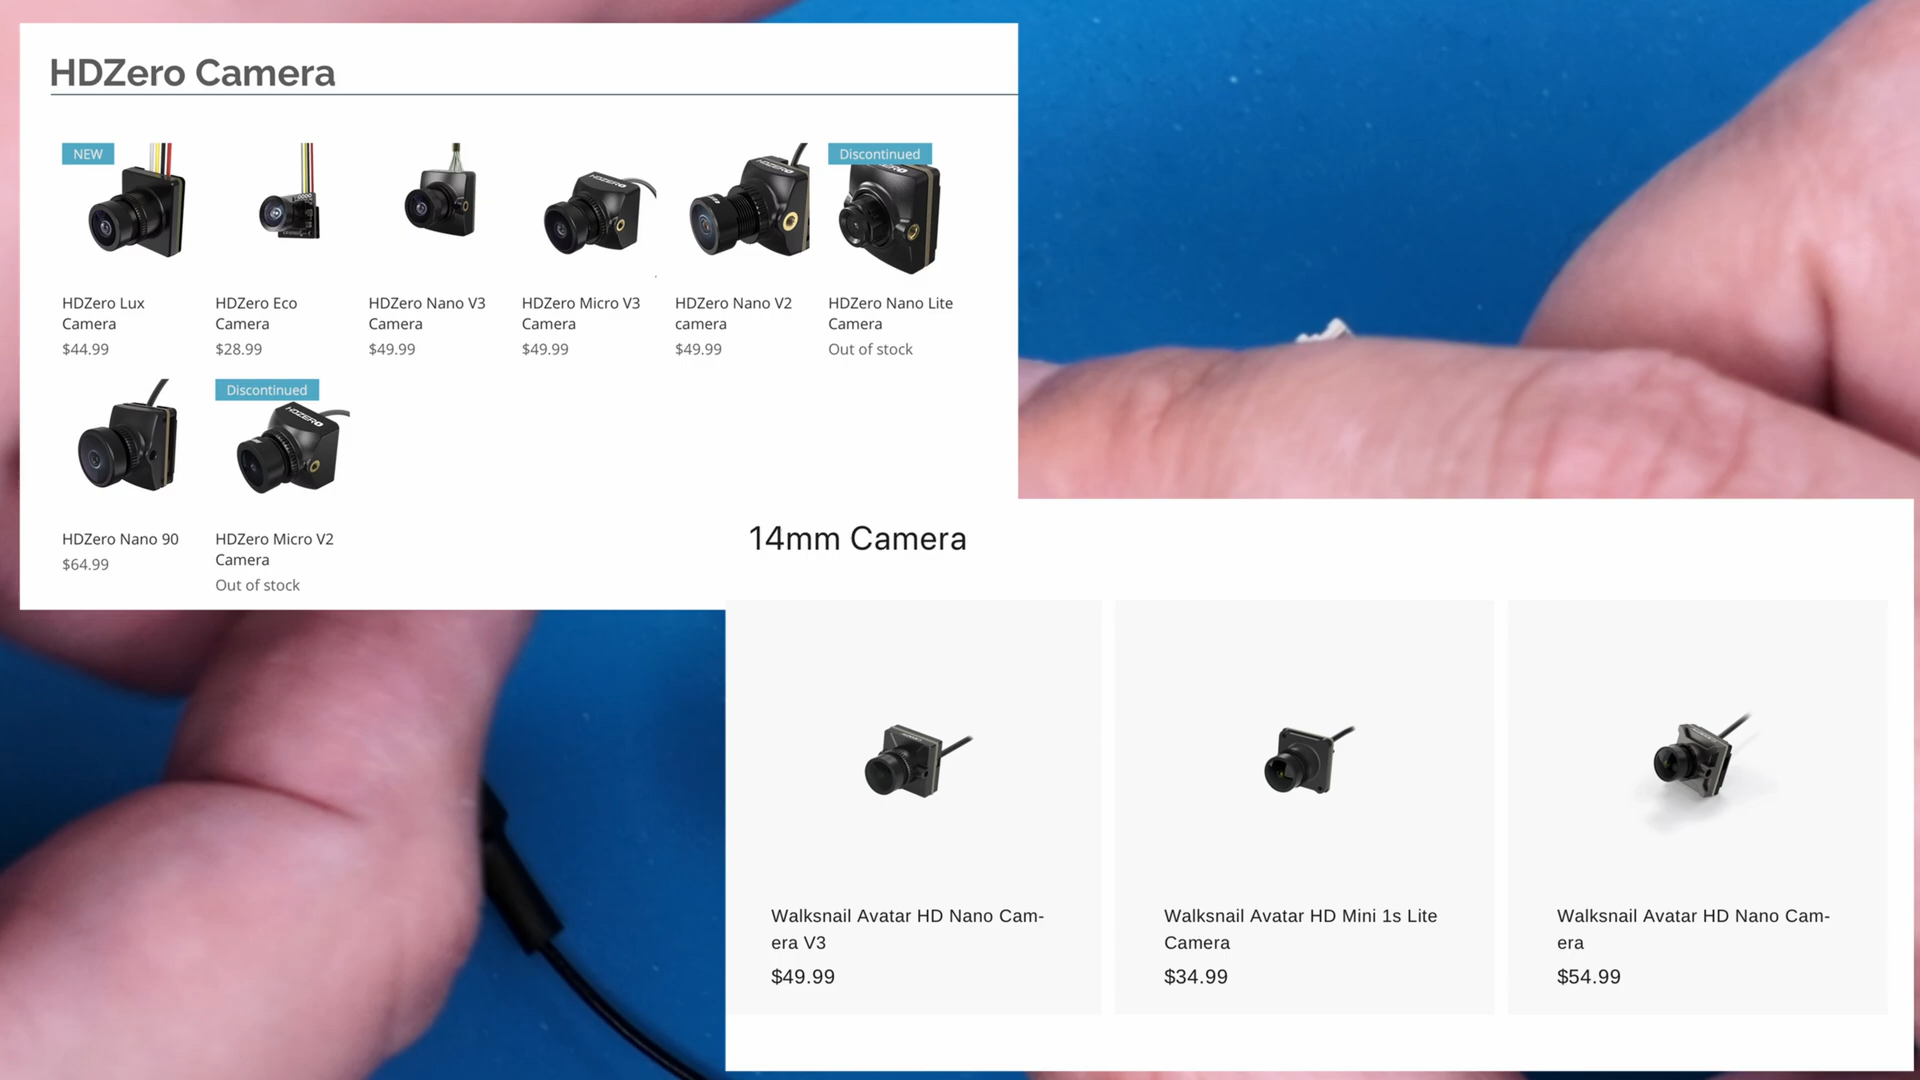 HDZero Camera
NEW
Discontinued
HDZERO
HDZERO
HDZero Lux
Camera
$44.99
HDZero Eco
Camera
$28.99
HDZero Nano V3
Camera
$49.99
HDZero Micro V3
Camera
$49.99
HDZero Nano V2
camera
$49.99
HDZero Nano Lite
Camera
Out of stock
Discontinued
HDZERO
HDZero Nano 90
$64.99
HDZero Micro V2
Camera
Out of stock
14mm Camera
Walksnail Avatar HD Nano Cam-
era V3
$49.99
Walksnail Avatar HD Mini 1s Lite
Camera
$34.99
Walksnail Avatar HD Nano Cam-
era
$54.99